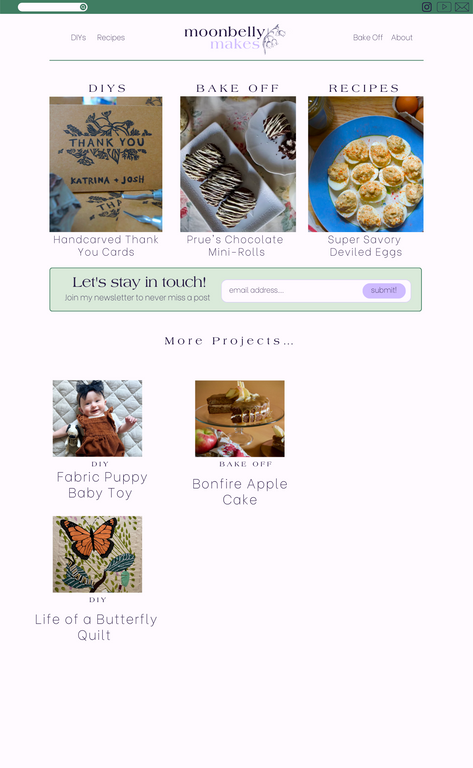 DIYs Recipes
moonbelly
makes
Bake Off About
DIYS
BAKE OFF
RECIPES
THANK YOU
KATRINA + JOSH
THA
Handcarved Thank
You Cards
Prue's Chocolate
Mini-Rolls
Super Savory
Deviled Eggs
Let's stay in touch!
Join my newsletter to never miss a post
email address...
submit!
More Projects...
DIY
Fabric Puppy
Baby Toy
BAKE OFF
Bonfire Apple
Cake
DIY
Life of a Butterfly
Quilt